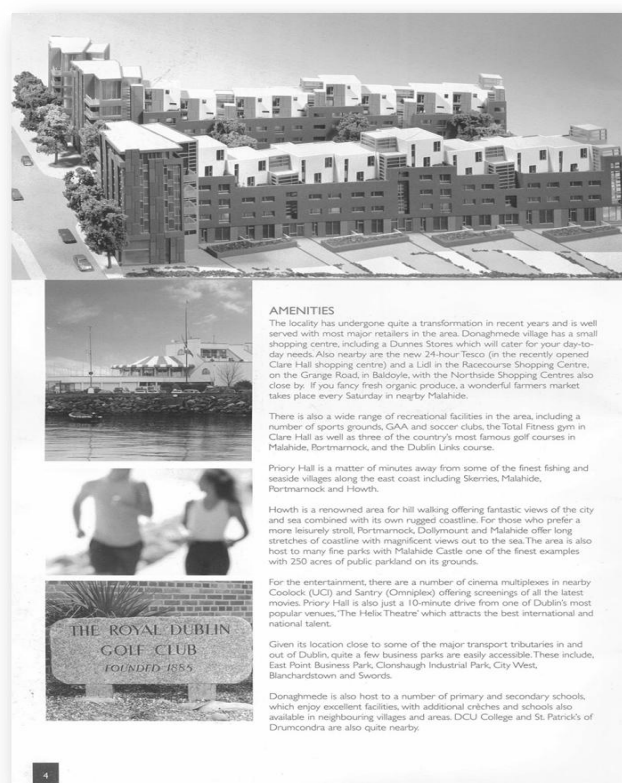 AMENITIES
The locality has undergone quite a transformation in recent years and is well
served with most major retailers in the area. Donaghmede village has a small
shopping centre, including a Dunnes Stores which will cater for your day-to-
day needs. Also nearby are the new 24-hour Tesco (in the recently opened
Clare Hall shopping centre) and a Lidl in the Racecourse Shopping Centre,
on the Grange Road, in Baldoyle, with the Northside Shopping Centres also
close by. If you fancy fresh organic produce, a wonderful farmers market
takes place every Saturday in nearby Malahide.
There is also a wide range of recreational facilities in the area, including a
number of sports grounds, GAA and soccer clubs, the Total Fitness gym in
Clare Hall as well as three of the country's most famous golf courses in
Malahide, Portmarnock, and the Dublin Links course.
Priory Hall is a matter of minutes away from some of the finest fishing and
seaside villages along the east coast including Skerries, Malahide,
Portmarnock and Howth.
Howth is a renowned area for hill walking offering fantastic views of the city
and sea combined with its own rugged coastline. For those who prefer a
more leisurely stroll, Portmarnock, Dollymount and Malahide offer long
stretches of coastline with magnificent views out to the sea. The area is also
host to many fine parks with Malahide Castle one of the finest examples
with 250 acres of public parkland on its grounds.
For the entertainment, there are a number of cinema multiplexes in nearby
Coolock (UCI) and Santry (Omniplex) offering screenings of all the latest
movies. Priory Hall is also just a 10-minute drive from one of Dublin's most
popular venues, 'The Helix Theatre' which attracts the best international and
national talent.
Given its location close to some of the major transport tributaries in and
out of Dublin, quite a few business parks are easily accessible. These include,
East Point Business Park, Clonshaugh Industrial Park, City West,
Blanchardstown and Swords.
Donaghmede is also host to a number of primary and secondary schools,
which enjoy excellent facilities, with additional crèches and schools also
available in neighbouring villages and areas. DCU College and St. Patrick's of
Drumcondra are also quite nearby.
THE ROYAL DUBLIN
GOLF CLUB
FOUNDED 1885
4